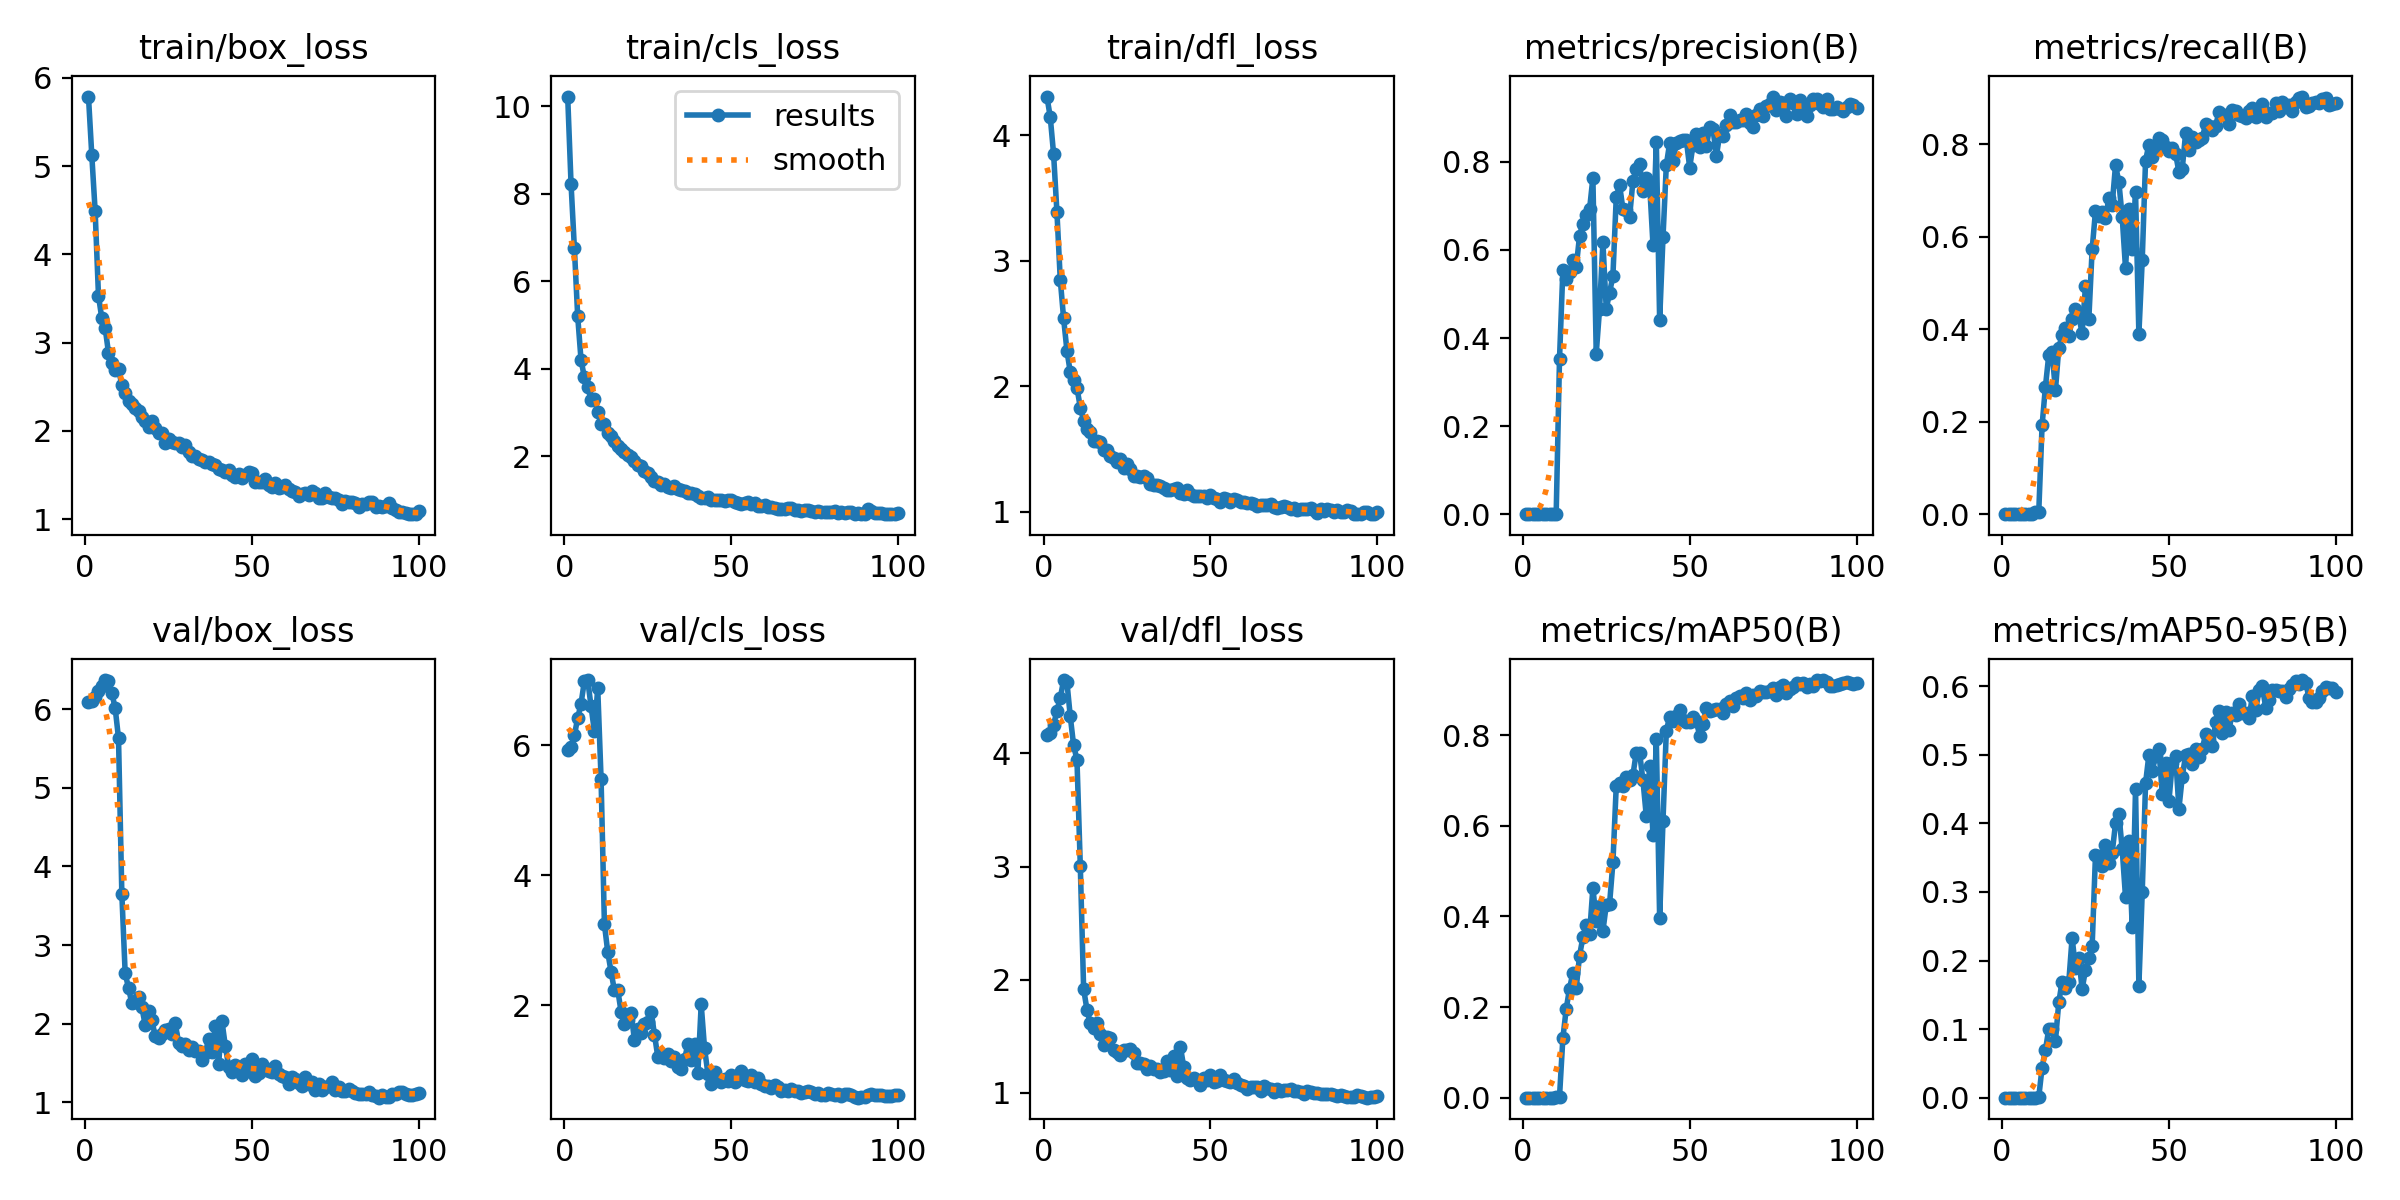 train/box_loss
6
5
4
3
2
1
0 50 100
train/cls_loss
10
8
6
4
2
results
smooth
0 50 100
train/dfl_loss
4
3
2
1
0 50 100
metrics/precision(B)
0.8
0.6
0.4
0.2
0.0
0 50 100
metrics/recall(B)
0.8
0.6
0.4
0.2
0.0
0 50 100
val/box_loss
6
5
4
3
2
1
0 50 100
val/cls_loss
6
4
2
0 50 100
val/dfl_loss
4
3
2
1
0 50 100
metrics/mAP50(B)
0.8
0.6
0.4
0.2
0.0
0 50 100
metrics/mAP50-95(B)
0.6
0.5
0.4
0.3
0.2
0.1
0.0
0 50 100